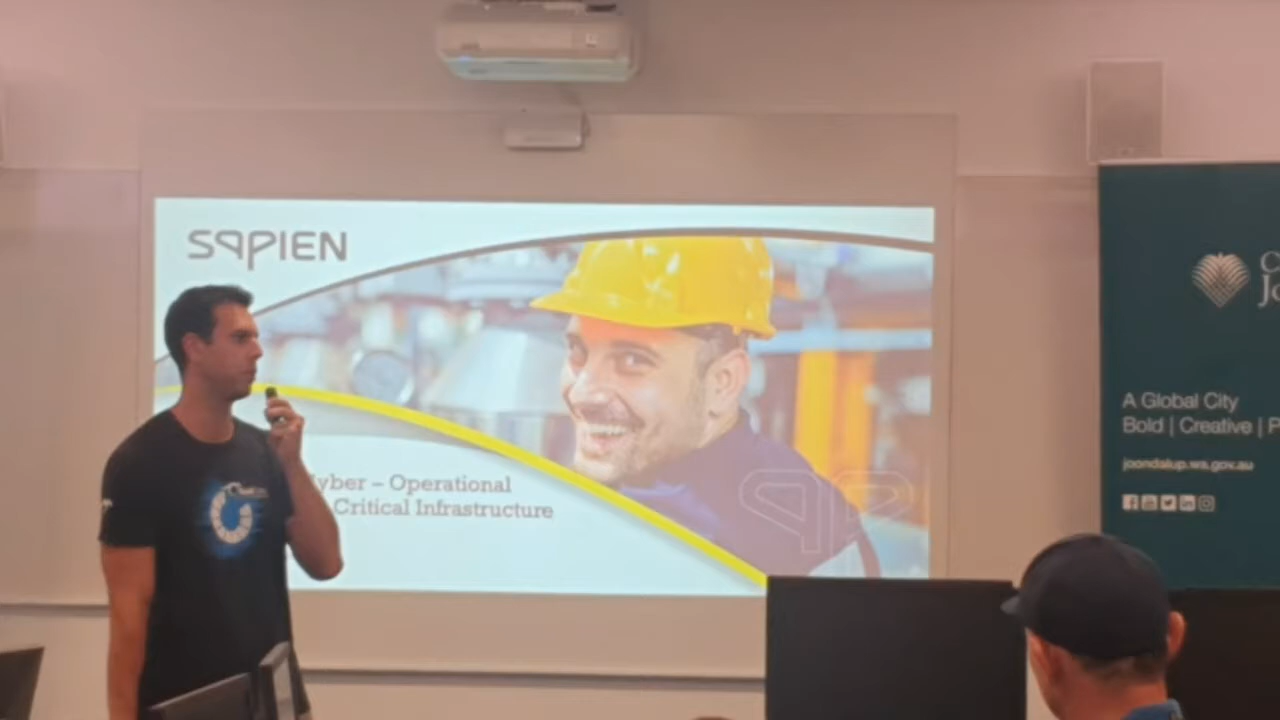 SAPIEN
yber – Operational
Critical Infrastructure
A Global City
Bold | Creative |
joondalup.wa.gov.au